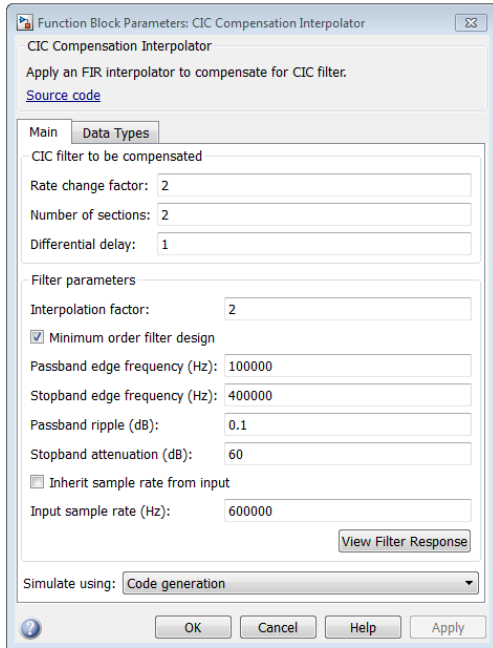 Function Block Parameters: CIC Compensation Interpolator
CIC Compensation Interpolator
Apply an FIR interpolator to compensate for CIC filter.
Source code
Main Data Types
CIC filter to be compensated
Rate change factor: 2
Number of sections: 2
Differential delay: 1
Filter parameters
Interpolation factor: 2
Minimum order filter design
Passband edge frequency (Hz): 100000
Stopband edge frequency (Hz): 400000
Passband ripple (dB): 0.1
Stopband attenuation (dB): 60
Inherit sample rate from input
Input sample rate (Hz): 600000
View Filter Response
Simulate using: Code generation
? OK Cancel Help Apply